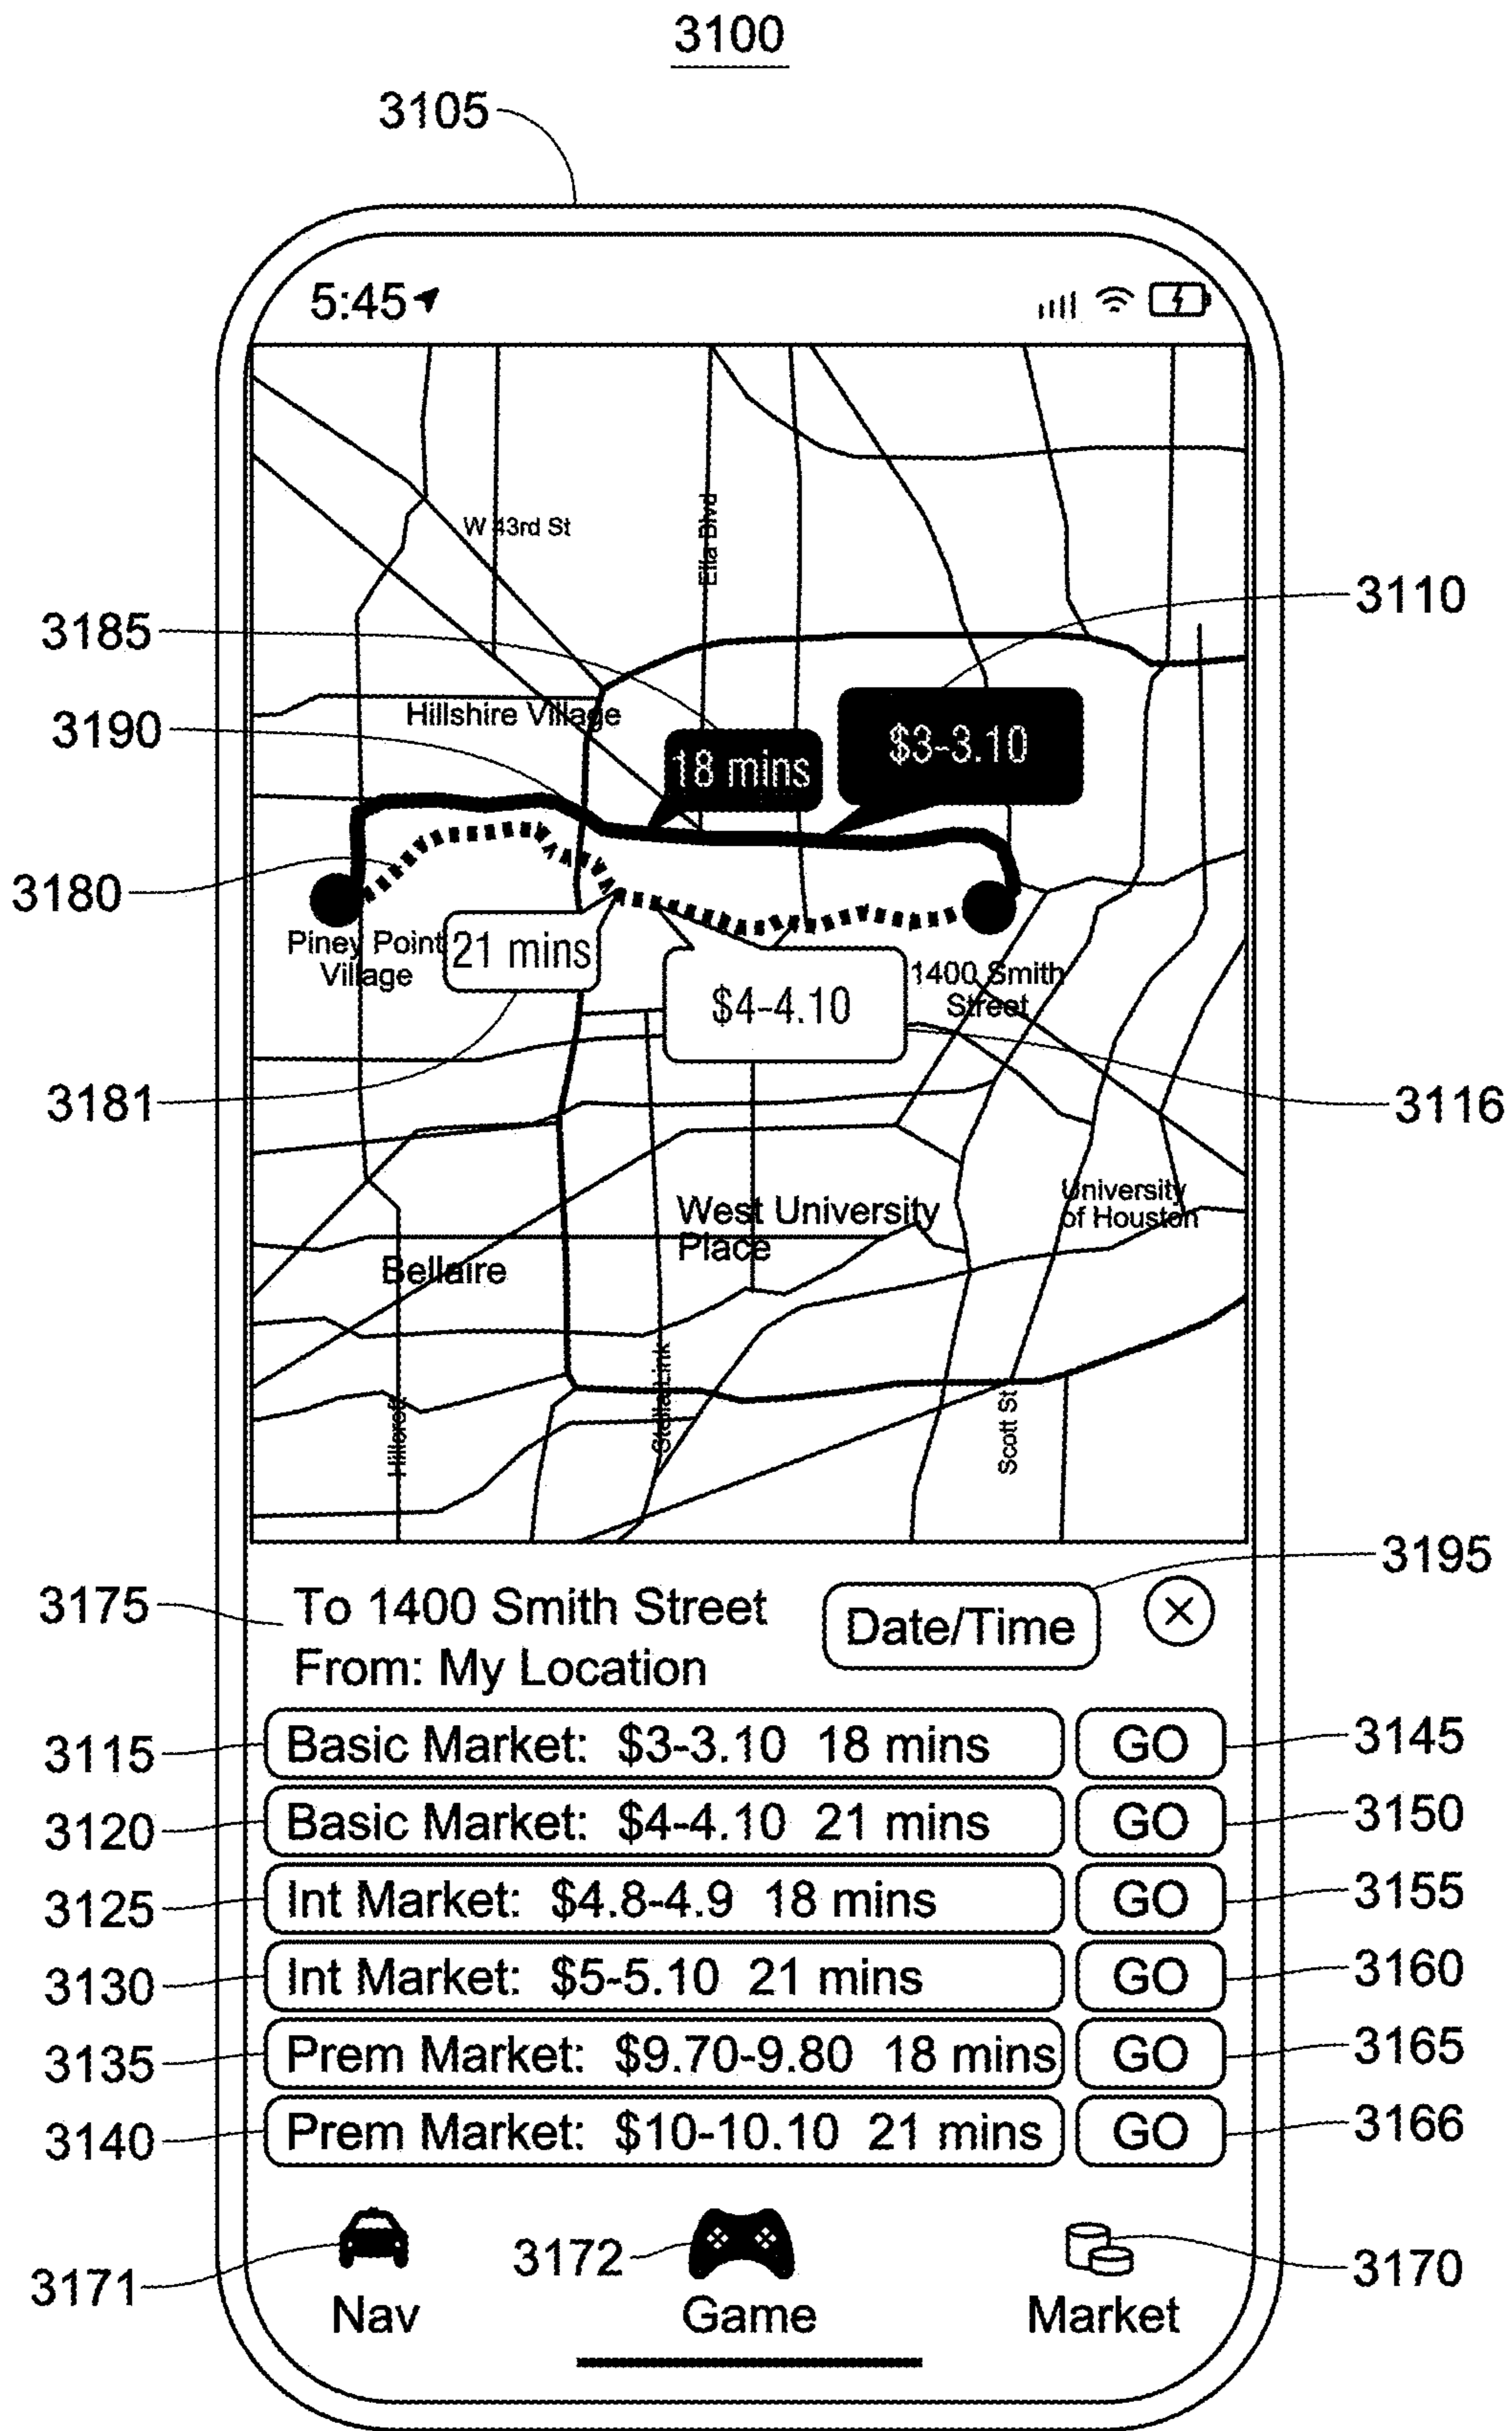 3100
3105
5:45
W 43rd St
Ella Blvd
3110
3185
Hillshire Village
3190
18 mins
$3-3.10
3180
Piney Point
Village
21 mins
$4-4.10
1400 Smith
Street
3181
3116
West University
Place
University
of Houston
Bellaire
Hillcroft
Stella Link
Scott St
3195
3175
To 1400 Smith Street
From: My Location
Date/Time
3115
Basic Market: $3-3.10 18 mins
GO
3145
3120
Basic Market: $4-4.10 21 mins
GO
3150
3125
Int Market: $4.8-4.9 18 mins
GO
3155
3130
Int Market: $5-5.10 21 mins
GO
3160
3135
Prem Market: $9.70-9.80 18 mins
GO
3165
3140
Prem Market: $10-10.10 21 mins
GO
3166
3171
3172
3170
Nav
Game
Market